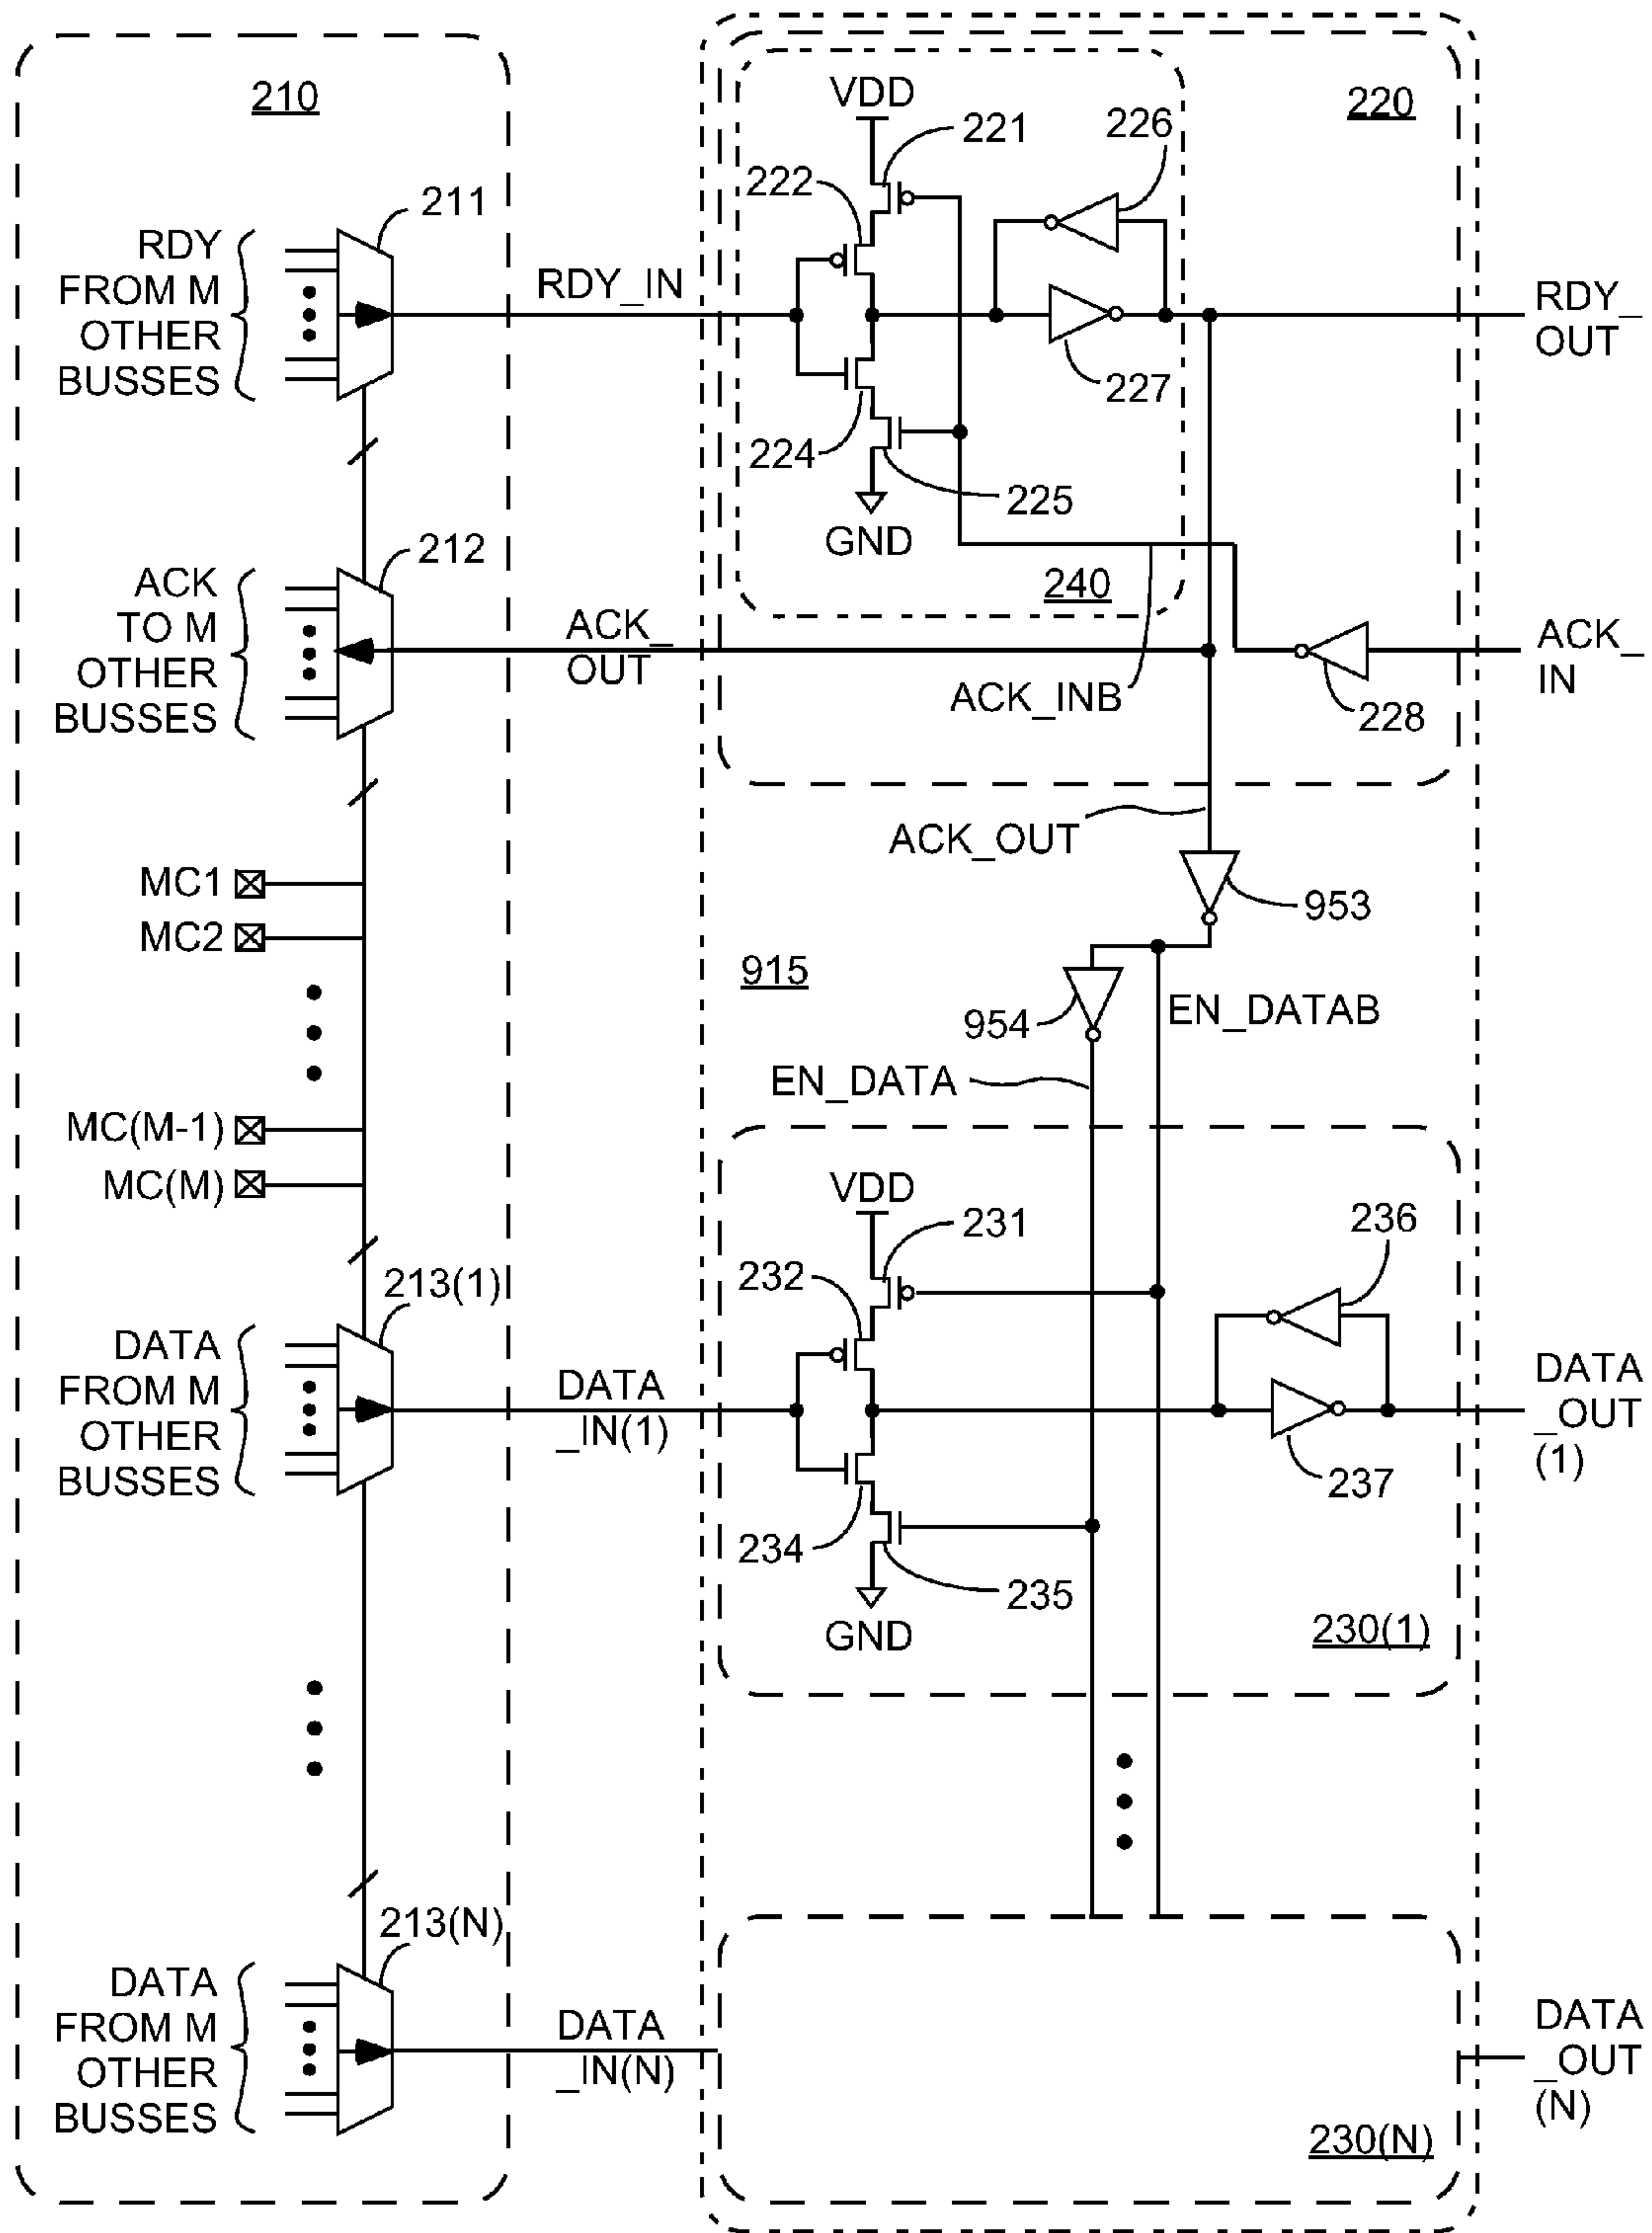 210
220
VDD
221
226
222
211
RDY
FROM M
OTHER
BUSSES
RDY_IN
RDY_
OUT
227
224
225
GND
212
240
ACK
TO M
OTHER
BUSSES
ACK_
OUT
ACK_
IN
ACK_INB
228
ACK_OUT
953
MC1
MC2
915
954
EN_DATAB
EN_DATA
MC(M-1)
MC(M)
VDD
231
236
232
213(1)
DATA
FROM M
OTHER
BUSSES
DATA
_IN(1)
DATA
_OUT
(1)
237
234
235
GND
230(1)
213(N)
DATA
FROM M
OTHER
BUSSES
DATA
_IN(N)
DATA
_OUT
(N)
230(N)